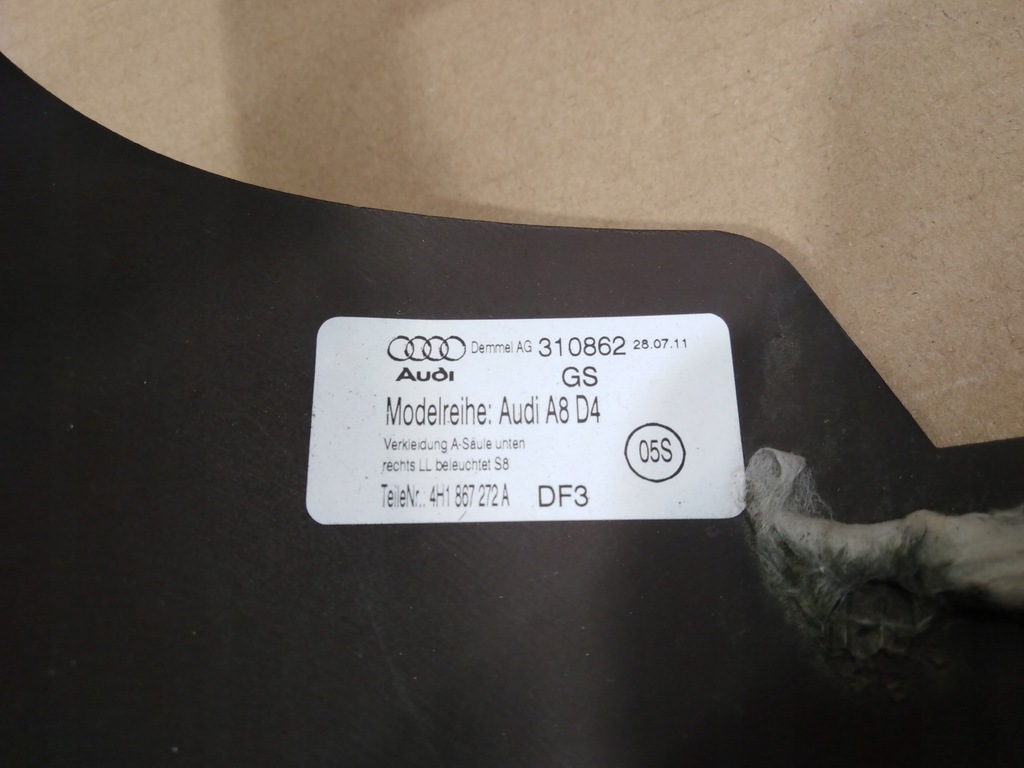 Demmel AG 310862 28.07.11
Audi GS
Modelreihe: Audi A8 D4
Verkleidung A-Säule unten
rechts LL beleuchtet S8
05S
TeileNr.: 4H1 867 272 A DF3